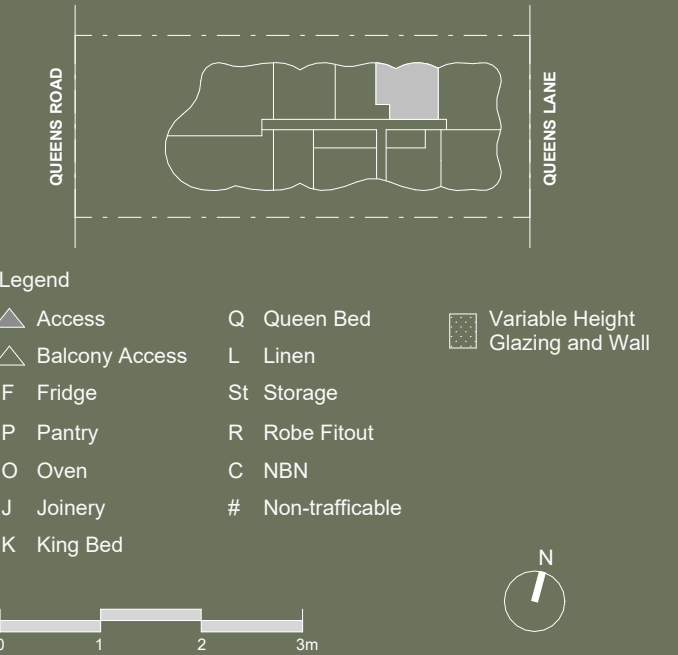 QUEENS ROAD
QUEENS LANE
Legend
Access
Balcony Access
F Fridge
P Pantry
O Oven
J Joinery
K King Bed
Q Queen Bed
L Linen
St Storage
R Robe Fitout
C NBN
# Non-trafficable
Variable Height
Glazing and Wall
N
0 1 2 3m